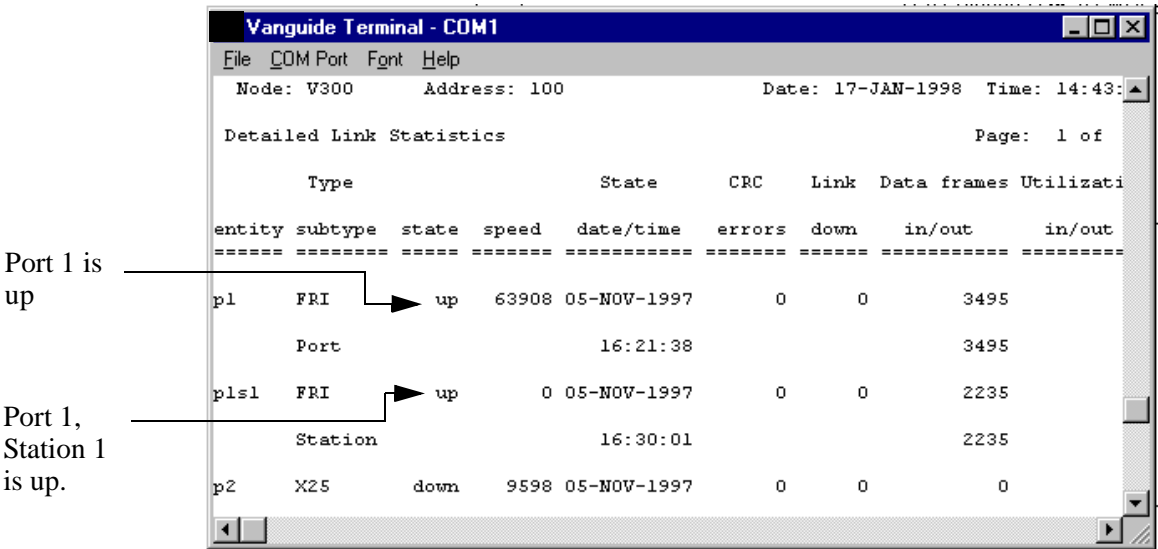 Vanguide Terminal - COM1
File COM Port Font Help
Node: V300 Address: 100 Date: 17-JAN-1998 Time: 14:43:
Detailed Link Statistics Page: 1 of
Type State CRC Link Data frames Utilizati
entity subtype state speed date/time errors down in/out in/out
====== ======== ===== ======= =========== ======= ====== =========== =========
Port 1 is
up
p1 FRI up 63908 05-NOV-1997 0 0 3495
Port 16:21:38 3495
p1s1 FRI up 0 05-NOV-1997 0 0 2235
Port 1,
Station 1
is up.
Station 16:30:01 2235
p2 X25 down 9598 05-NOV-1997 0 0 0